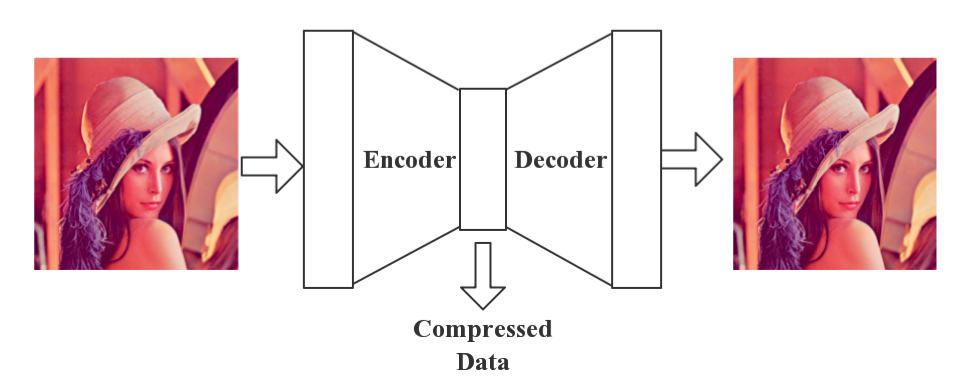 Encoder
Decoder
Compressed
Data